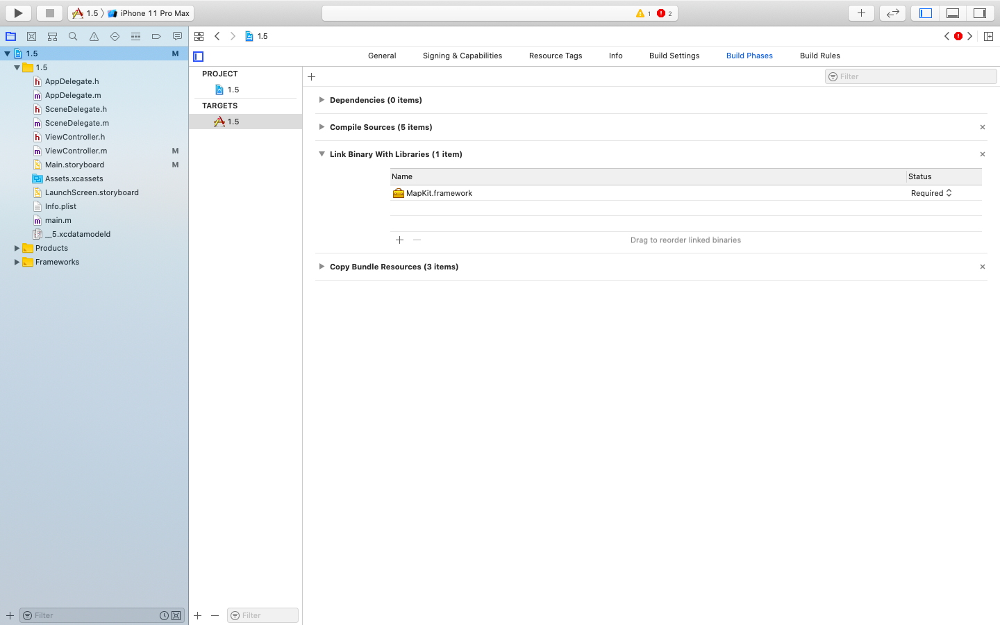 1.5 iPhone 11 Pro Max 1 2
1.5
General Signing & Capabilities Resource Tags Info Build Settings Build Phases Build Rules
1.5 M
1.5
AppDelegate.h
AppDelegate.m
SceneDelegate.h
SceneDelegate.m
ViewController.h
ViewController.m M
Main.storyboard M
Assets.xcassets
LaunchScreen.storyboard
Info.plist
main.m
__5.xcdatamodeld
Products
Frameworks
Filter
PROJECT
1.5
TARGETS
1.5
Filter
Filter
Dependencies (0 items)
Compile Sources (5 items)
Link Binary With Libraries (1 item)
Name Status
MapKit.framework Required
Drag to reorder linked binaries
Copy Bundle Resources (3 items)